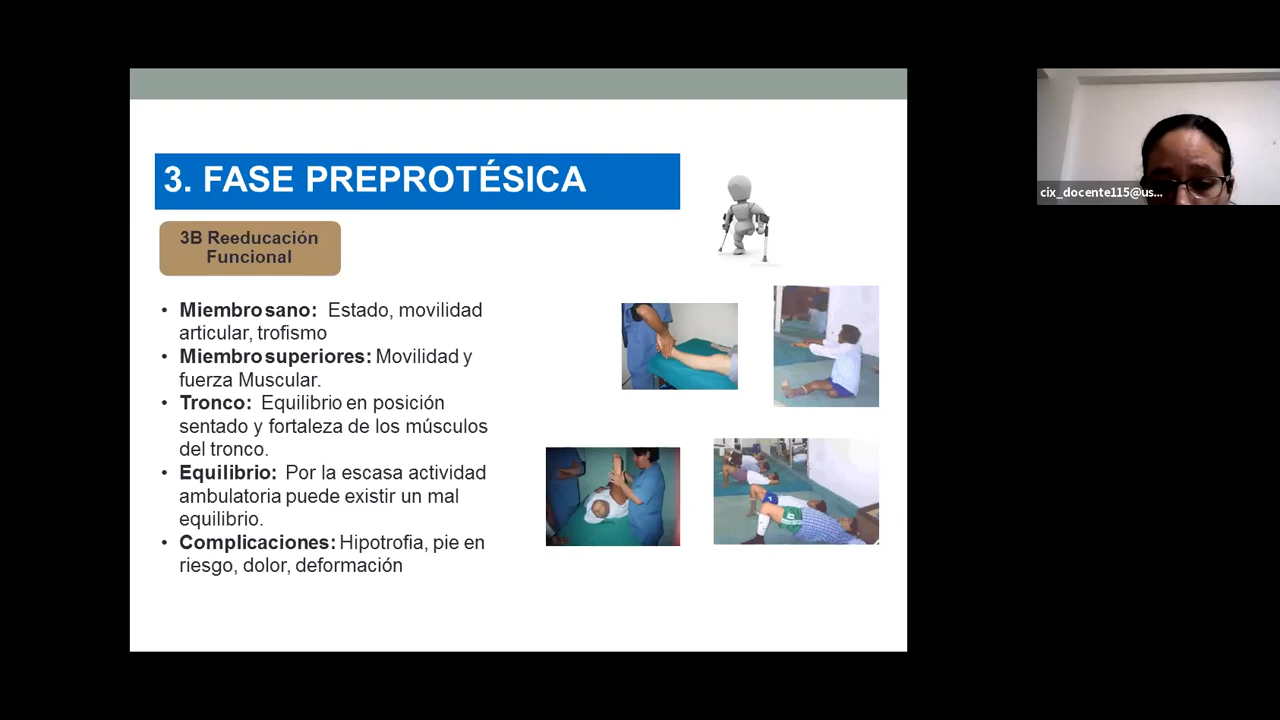 3. FASE PREPROTÉSICA
3B Reeducación
Funcional
• Miembro sano: Estado, movilidad
articular, trofismo
• Miembro superiores: Movilidad y
fuerza Muscular.
• Tronco: Equilibrio en posición
sentado y fortaleza de los músculos
del tronco.
• Equilibrio: Por la escasa actividad
ambulatoria puede existir un mal
equilibrio.
• Complicaciones: Hipotrofia, pie en
riesgo, dolor, deformación
cix_docente115@us...